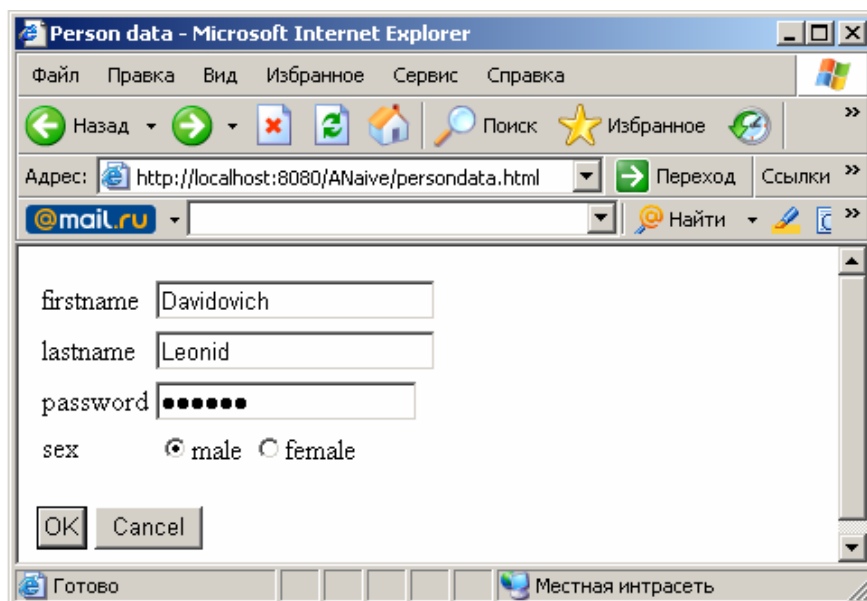 Person data - Microsoft Internet Explorer
Файл Правка Вид Избранное Сервис Справка
Назад Поиск Избранное »
Адрес: http://localhost:8080/ANaive/persondata.html Переход Ссылки »
@mail.ru Найти »
firstname Davidovich
lastname Leonid
password ●●●●●●
sex male female
OK Cancel
Готово Местная интрасеть